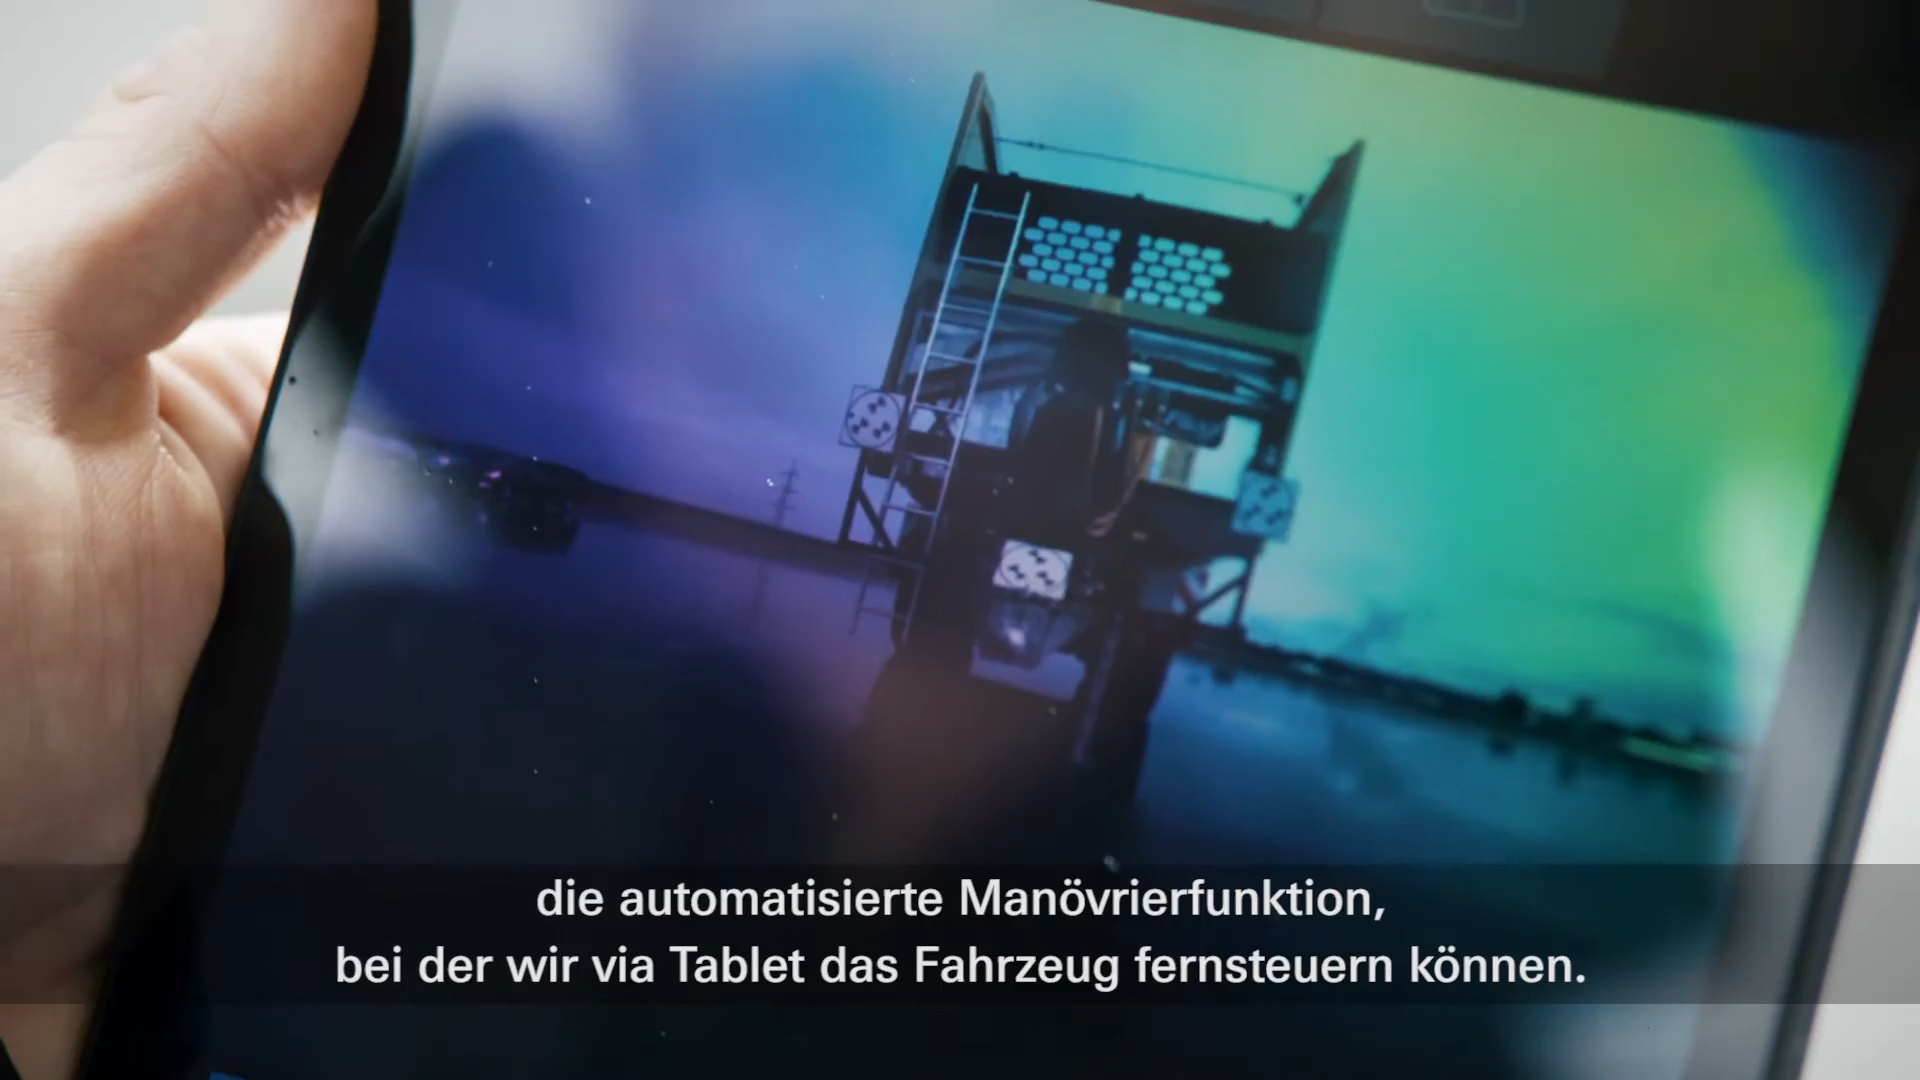 die automatisierte Manövrierfunktion,
bei der wir via Tablet das Fahrzeug fernsteuern können.